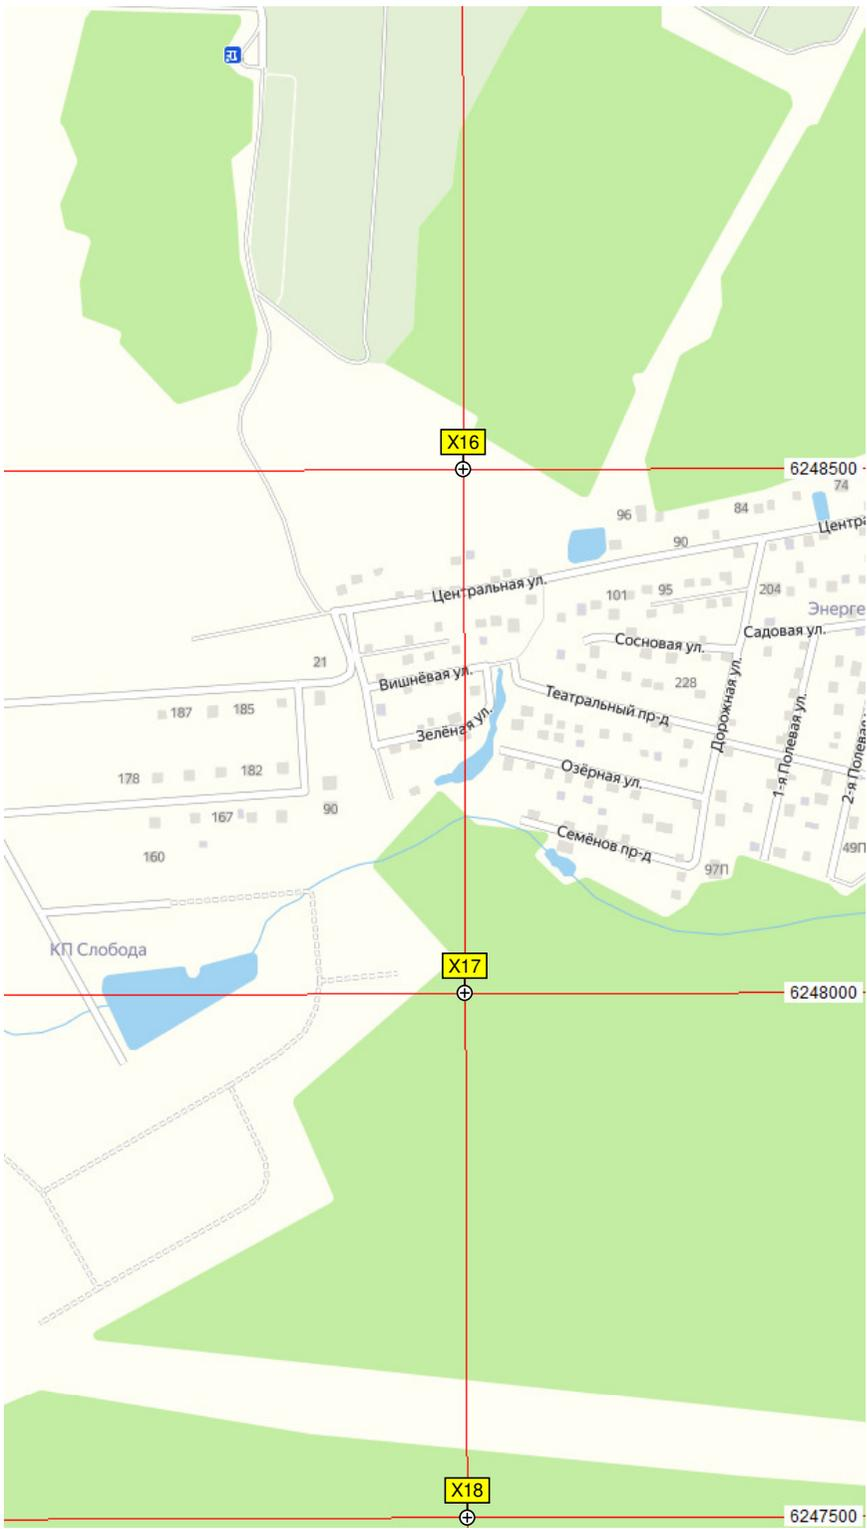 X16
6248500
74
96
84
90
Центра
Центральная ул.
101
95
204
Энерге
Садовая ул.
Сосновая ул.
21
Вишнёвая ул.
228
Театральный пр-д
187
185
Зелёная ул.
Дорожная ул.
1-я Полевая ул.
2-я Полевая
178
182
Озёрная ул.
90
167
160
Семёнов пр-д
97П
49П
КП Слобода
X17
6248000
X18
6247500